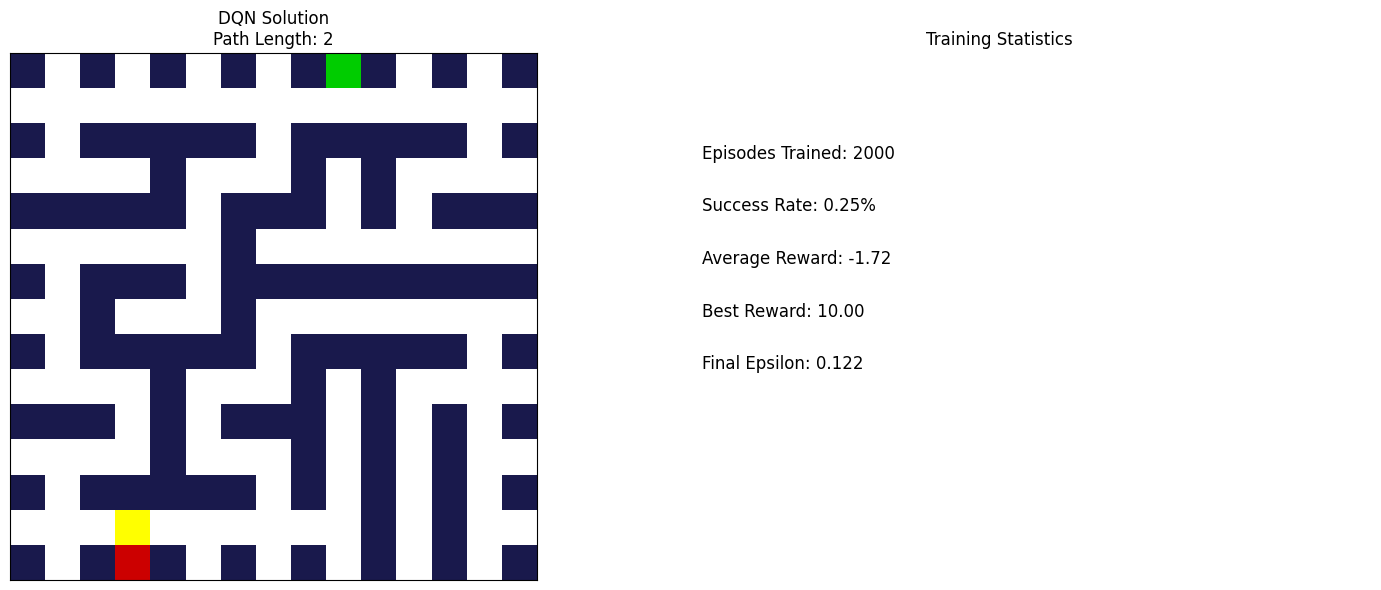 DQN Solution
Path Length: 2
Training Statistics
Episodes Trained: 2000
Success Rate: 0.25%
Average Reward: -1.72
Best Reward: 10.00
Final Epsilon: 0.122